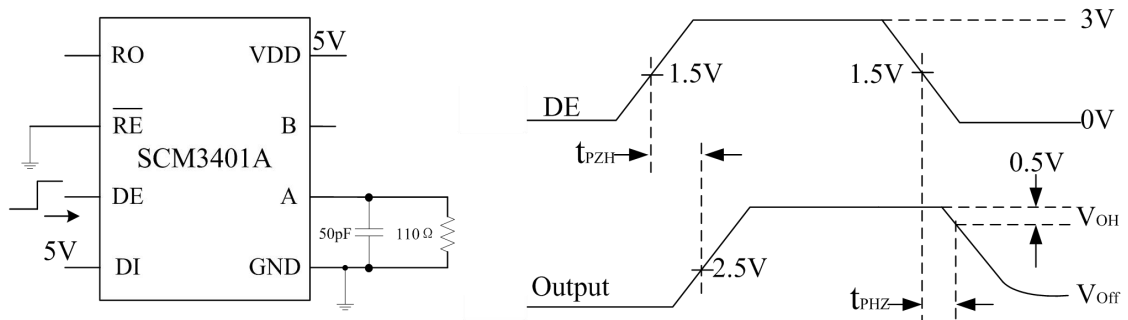 RO
VDD
5V
RE
B
SCM3401A
DE
A
50pF
110Ω
5V
DI
GND
3V
1.5V
1.5V
DE
0V
tPZH
0.5V
VOH
2.5V
Output
tPHZ
VOff